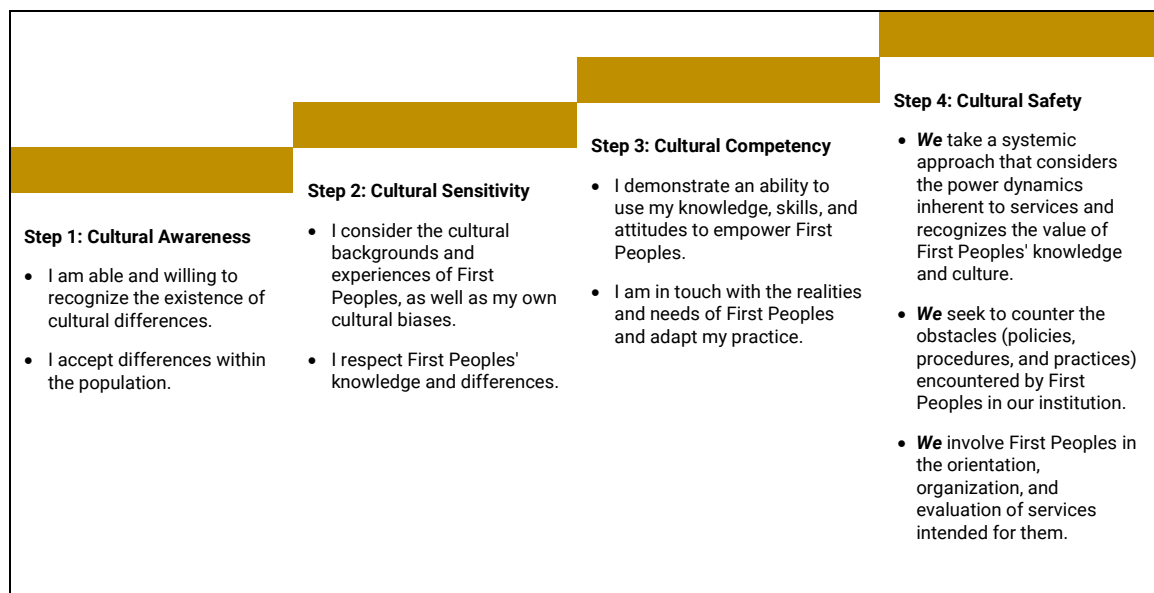 Step 1: Cultural Awareness
• I am able and willing to
recognize the existence of
cultural differences.
• I accept differences within
the population.
Step 2: Cultural Sensitivity
• I consider the cultural
backgrounds and
experiences of First
Peoples, as well as my own
cultural biases.
• I respect First Peoples'
knowledge and differences.
Step 3: Cultural Competency
• I demonstrate an ability to
use my knowledge, skills, and
attitudes to empower First
Peoples.
• I am in touch with the realities
and needs of First Peoples
and adapt my practice.
Step 4: Cultural Safety
• We take a systemic
approach that considers
the power dynamics
inherent to services and
recognizes the value of
First Peoples' knowledge
and culture.
• We seek to counter the
obstacles (policies,
procedures, and practices)
encountered by First
Peoples in our institution.
• We involve First Peoples in
the orientation,
organization, and
evaluation of services
intended for them.